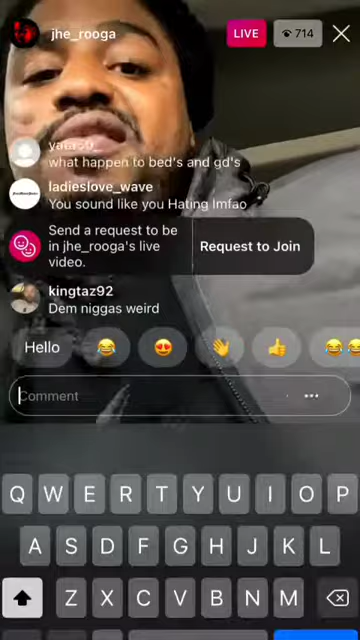 jhe_rooga
LIVE
714
what happen to bed's and gd's
ladieslove_wave
You sound like you Hating lmfao
Send a request to be
in jhe_rooga's live
video.
Request to Join
kingtaz92
Dem niggas weird
Hello
Comment
Q W E R T Y U I O P
A S D F G H J K L
Z X C V B N M